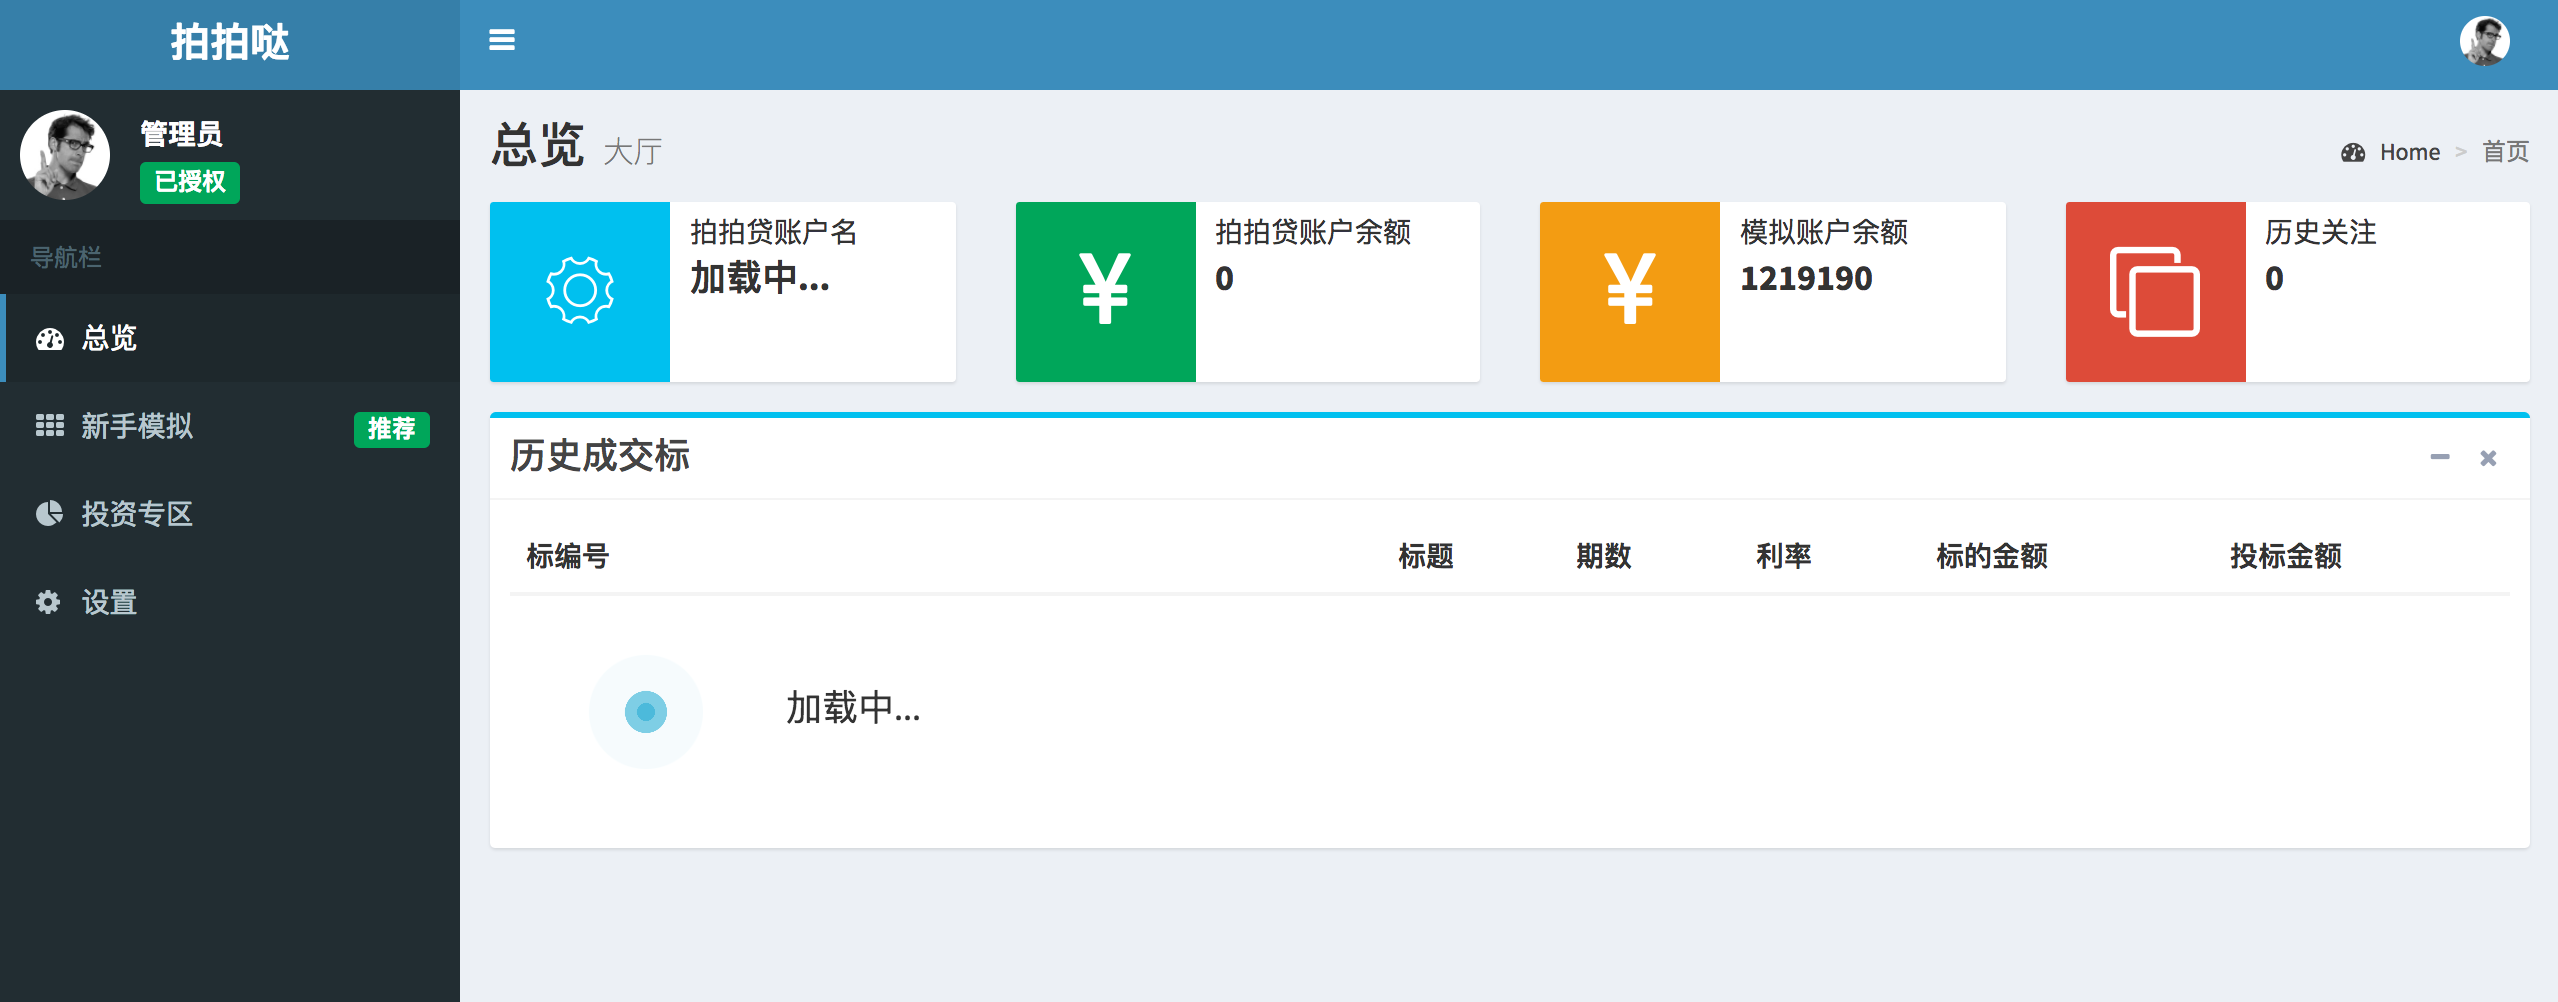 拍拍哒
管理员
已授权
导航栏
总览
新手模拟 推荐
投资专区
设置
总览 大厅
Home > 首页
拍拍贷账户名
加载中...
拍拍贷账户余额
0
模拟账户余额
1219190
历史关注
0
历史成交标
标编号 标题 期数 利率 标的金额 投标金额
加载中...